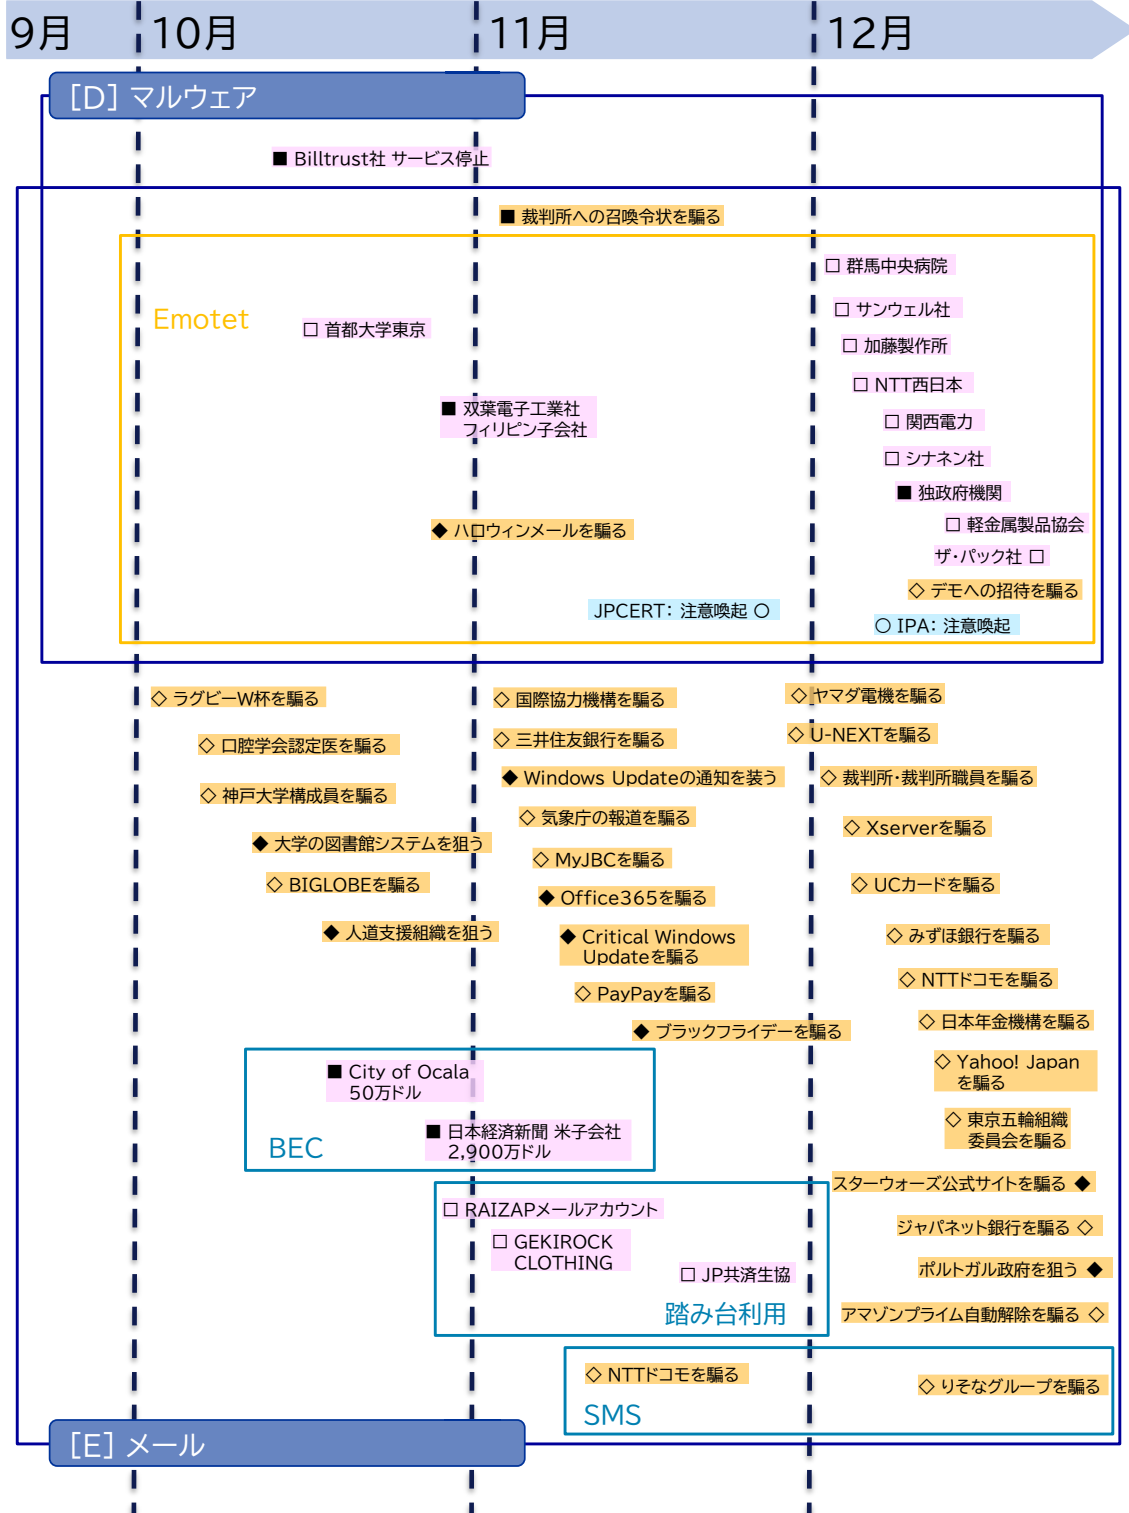 9月
10月
11月
12月
[D] マルウェア
■ Billtrust社 サービス停止
■ 裁判所への召喚令状を騙る
Emotet
□ 群馬中央病院
□ サンウェル社
□ 首都大学東京
□ 加藤製作所
□ NTT西日本
■ 双葉電子工業社
フィリピン子会社
□ 関西電力
□ シナネン社
■ 独政府機関
◆ ハロウィンメールを騙る
□ 軽金属製品協会
ザ・パック社 □
◇ デモへの招待を騙る
JPCERT: 注意喚起 ○
○ IPA: 注意喚起
◇ ラグビーW杯を騙る
◇ 口腔学会認定医を騙る
◇ 神戸大学構成員を騙る
◆ 大学の図書館システムを狙う
◇ BIGLOBEを騙る
◆ 人道支援組織を狙う
◇ 国際協力機構を騙る
◇ 三井住友銀行を騙る
◆ Windows Updateの通知を装う
◇ 気象庁の報道を騙る
◇ MyJBCを騙る
◆ Office365を騙る
◆ Critical Windows
Updateを騙る
◇ PayPayを騙る
◆ ブラックフライデーを騙る
◇ ヤマダ電機を騙る
◇ U-NEXTを騙る
◇ 裁判所・裁判所職員を騙る
◇ Xserverを騙る
◇ UCカードを騙る
◇ みずほ銀行を騙る
◇ NTTドコモを騙る
◇ 日本年金機構を騙る
◇ Yahoo! Japan
を騙る
◇ 東京五輪組織
委員会を騙る
スターウォーズ公式サイトを騙る ◆
ジャパネット銀行を騙る ◇
ポルトガル政府を狙う ◆
アマゾンプライム自動解除を騙る ◇
■ City of Ocala
50万ドル
BEC
■ 日本経済新聞 米子会社
2,900万ドル
□ RAIZAPメールアカウント
□ GEKIROCK
CLOTHING
□ JP共済生協
踏み台利用
◇ NTTドコモを騙る
◇ りそなグループを騙る
SMS
[E] メール